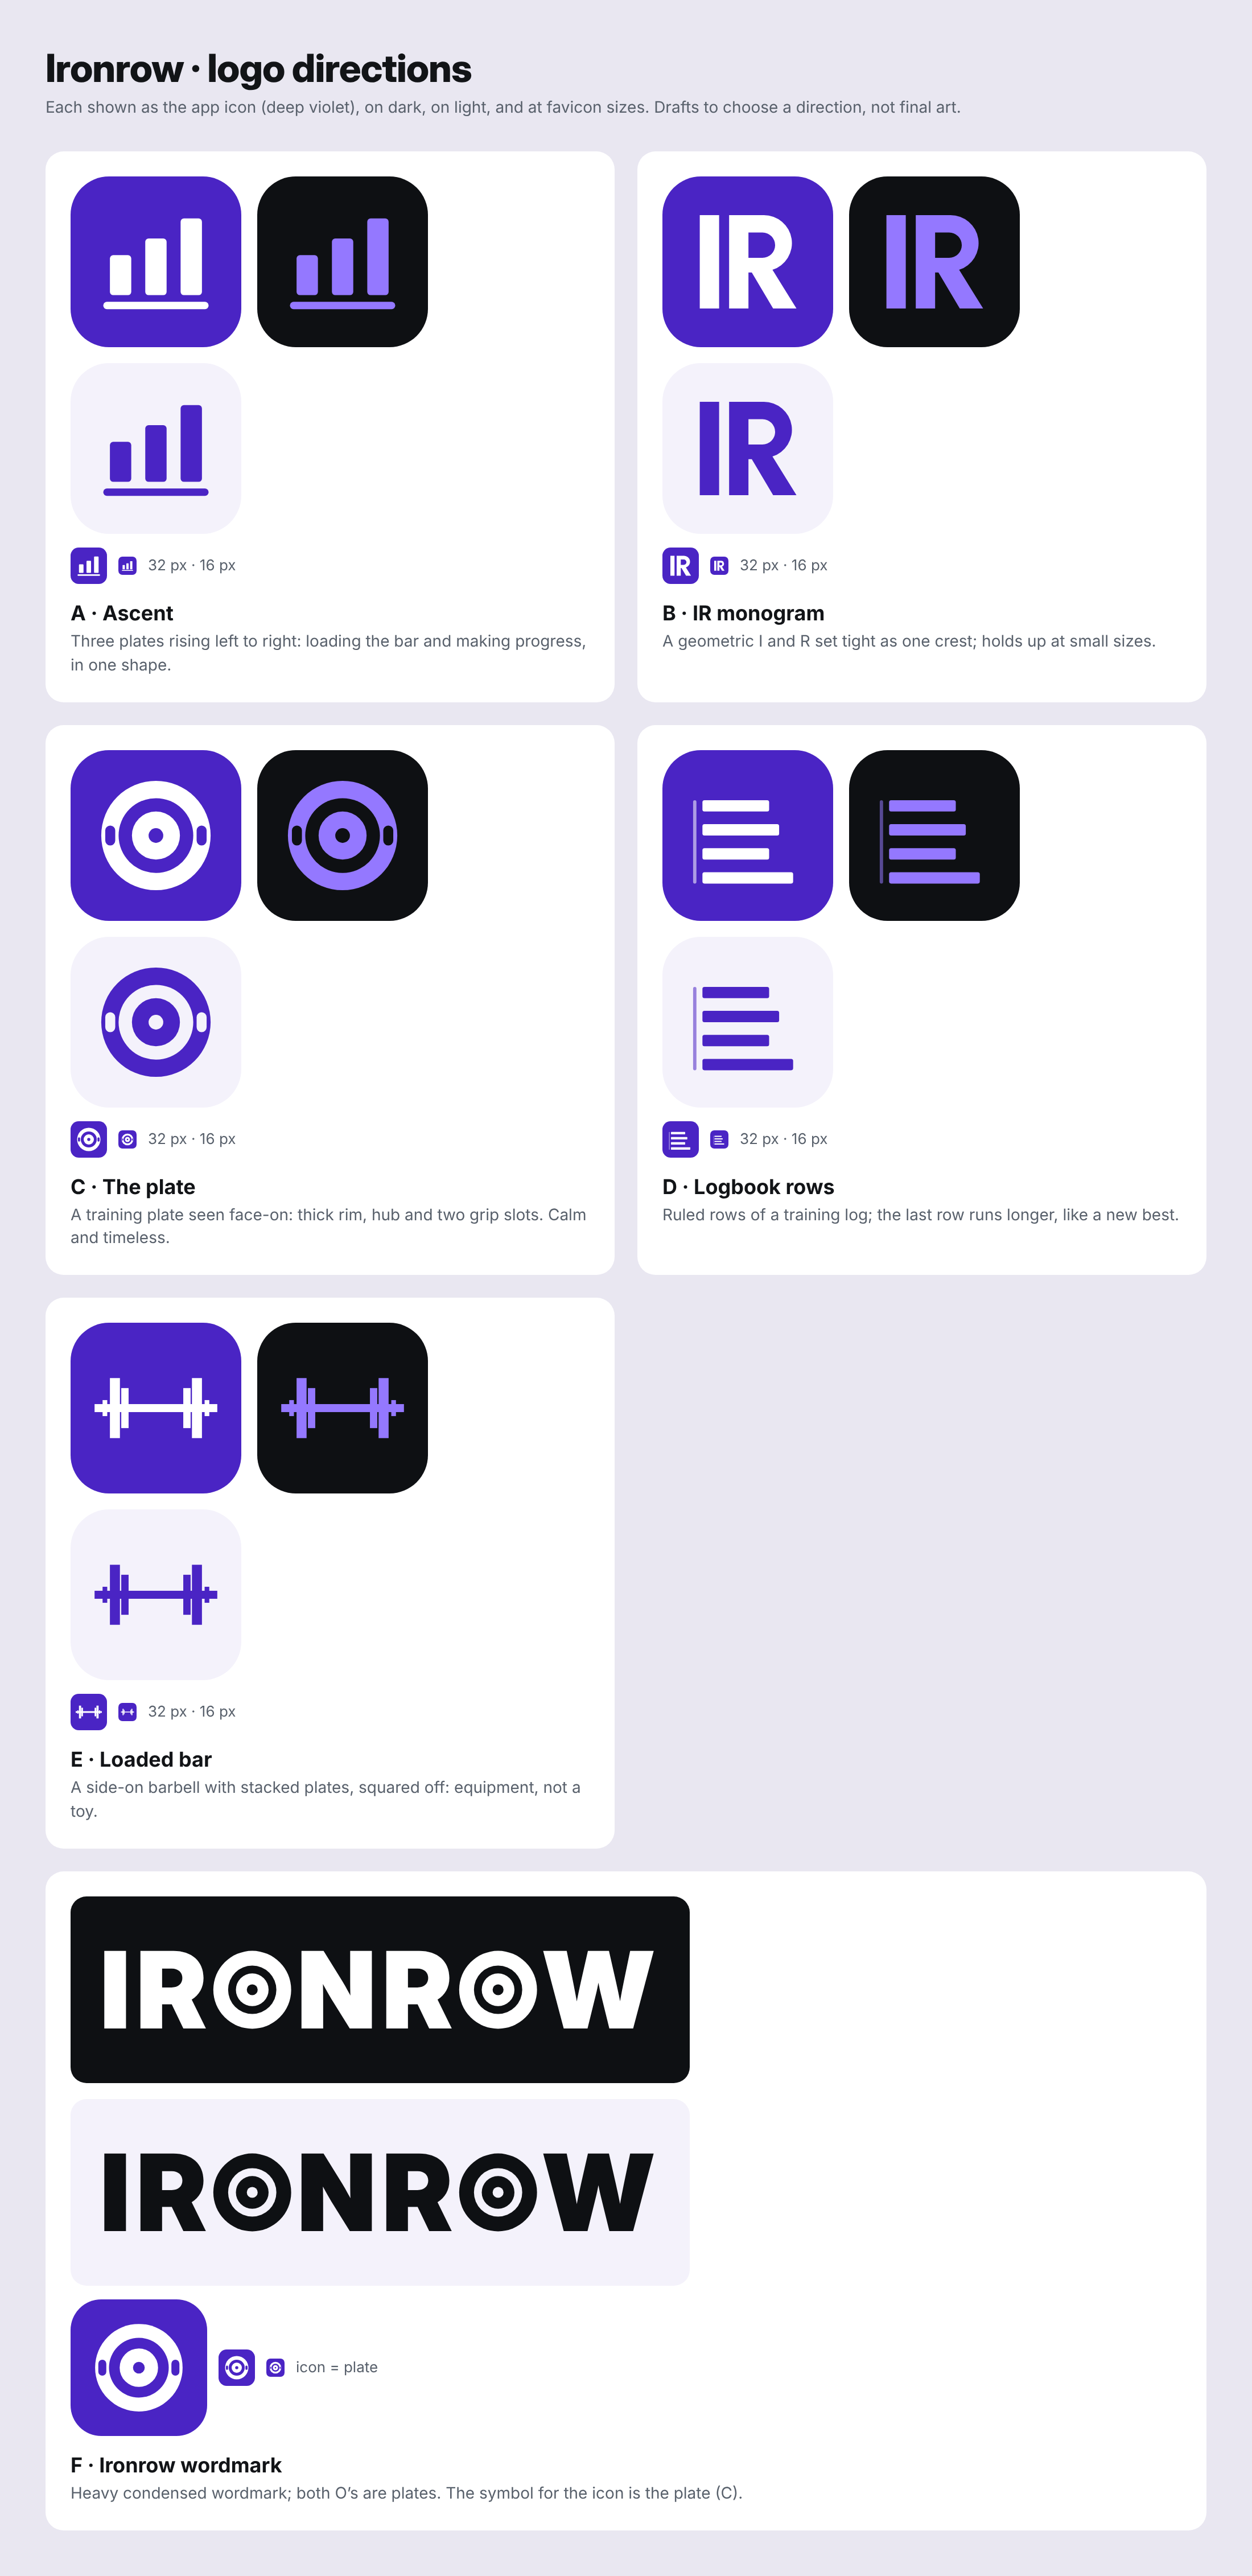 Ironrow · logo directions
Each shown as the app icon (deep violet), on dark, on light, and at favicon sizes. Drafts to choose a direction, not final art.
IR
IR
IR
IR
IR
32 px · 16 px
32 px · 16 px
A · Ascent
Three plates rising left to right: loading the bar and making progress,
in one shape.
B · IR monogram
A geometric I and R set tight as one crest; holds up at small sizes.
32 px · 16 px
32 px · 16 px
C · The plate
A training plate seen face-on: thick rim, hub and two grip slots. Calm
and timeless.
D · Logbook rows
Ruled rows of a training log; the last row runs longer, like a new best.
32 px · 16 px
E · Loaded bar
A side-on barbell with stacked plates, squared off: equipment, not a
toy.
IRONROW
IRONROW
icon = plate
F · Ironrow wordmark
Heavy condensed wordmark; both O’s are plates. The symbol for the icon is the plate (C).